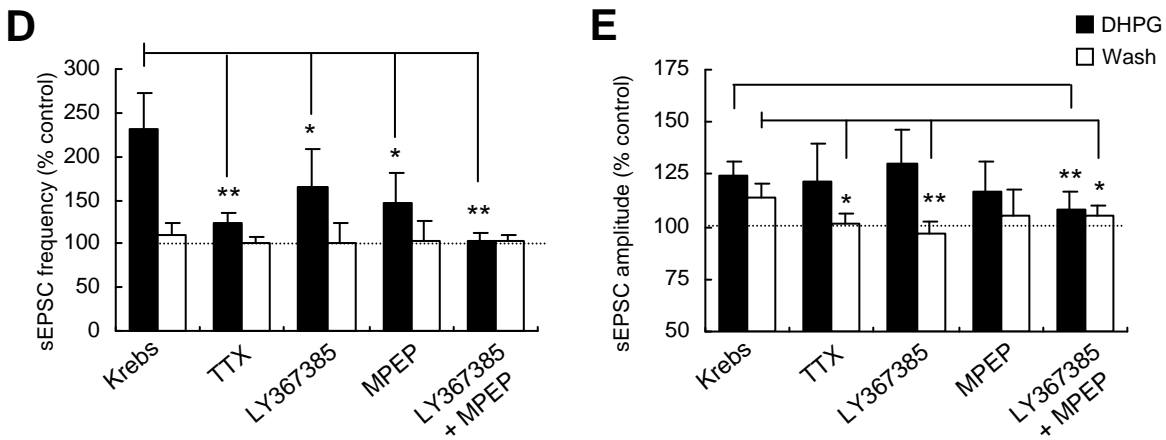 D
sEPSC frequency (% control)
300
250
200
150
100
50
0
**
*
*
**
Krebs
TTX
LY367385
MPEP
LY367385
+ MPEP
E
DHPG
Wash
sEPSC amplitude (% control)
175
150
125
100
75
50
*
**
**
*
Krebs
TTX
LY367385
MPEP
LY367385
+ MPEP